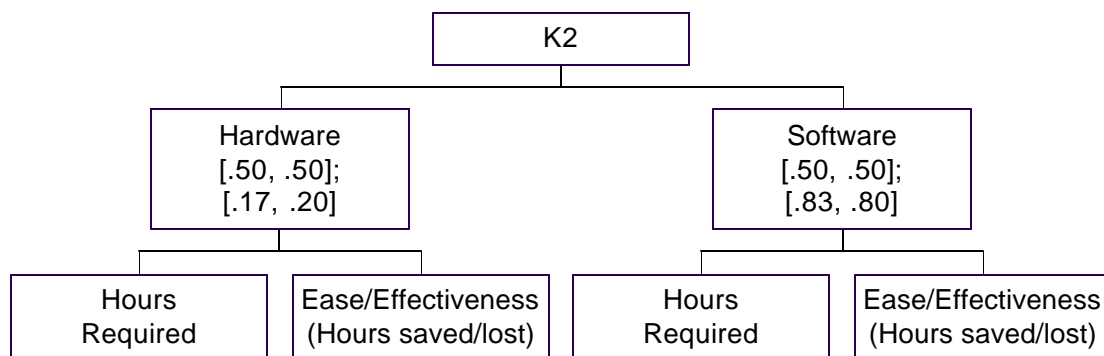 K2
Hardware
[.50, .50];
[.17, .20]
Software
[.50, .50];
[.83, .80]
Hours
Required
Ease/Effectiveness
(Hours saved/lost)
Hours
Required
Ease/Effectiveness
(Hours saved/lost)